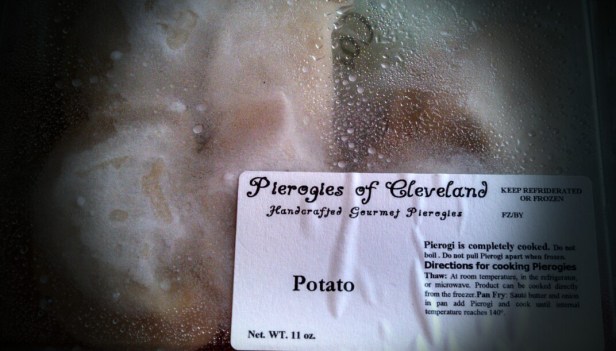 Pierogies of Cleveland
Handcrafted Gourmet Pierogies
KEEP REFRIDERATED
OR FROZEN
FZ/BY
Potato
Net. WT. 11 oz.
Pierogi is completely cooked. Do not
boil . Do not pull Pierogi apart when frozen.
Directions for cooking Pierogies
Thaw: At room temperature, in the refrigerator,
or microwave. Product can be cooked directly
from the freezer. Pan Fry: Saute butter and onion
in pan add Pierogi and cook until internal
temperature reaches 140°.